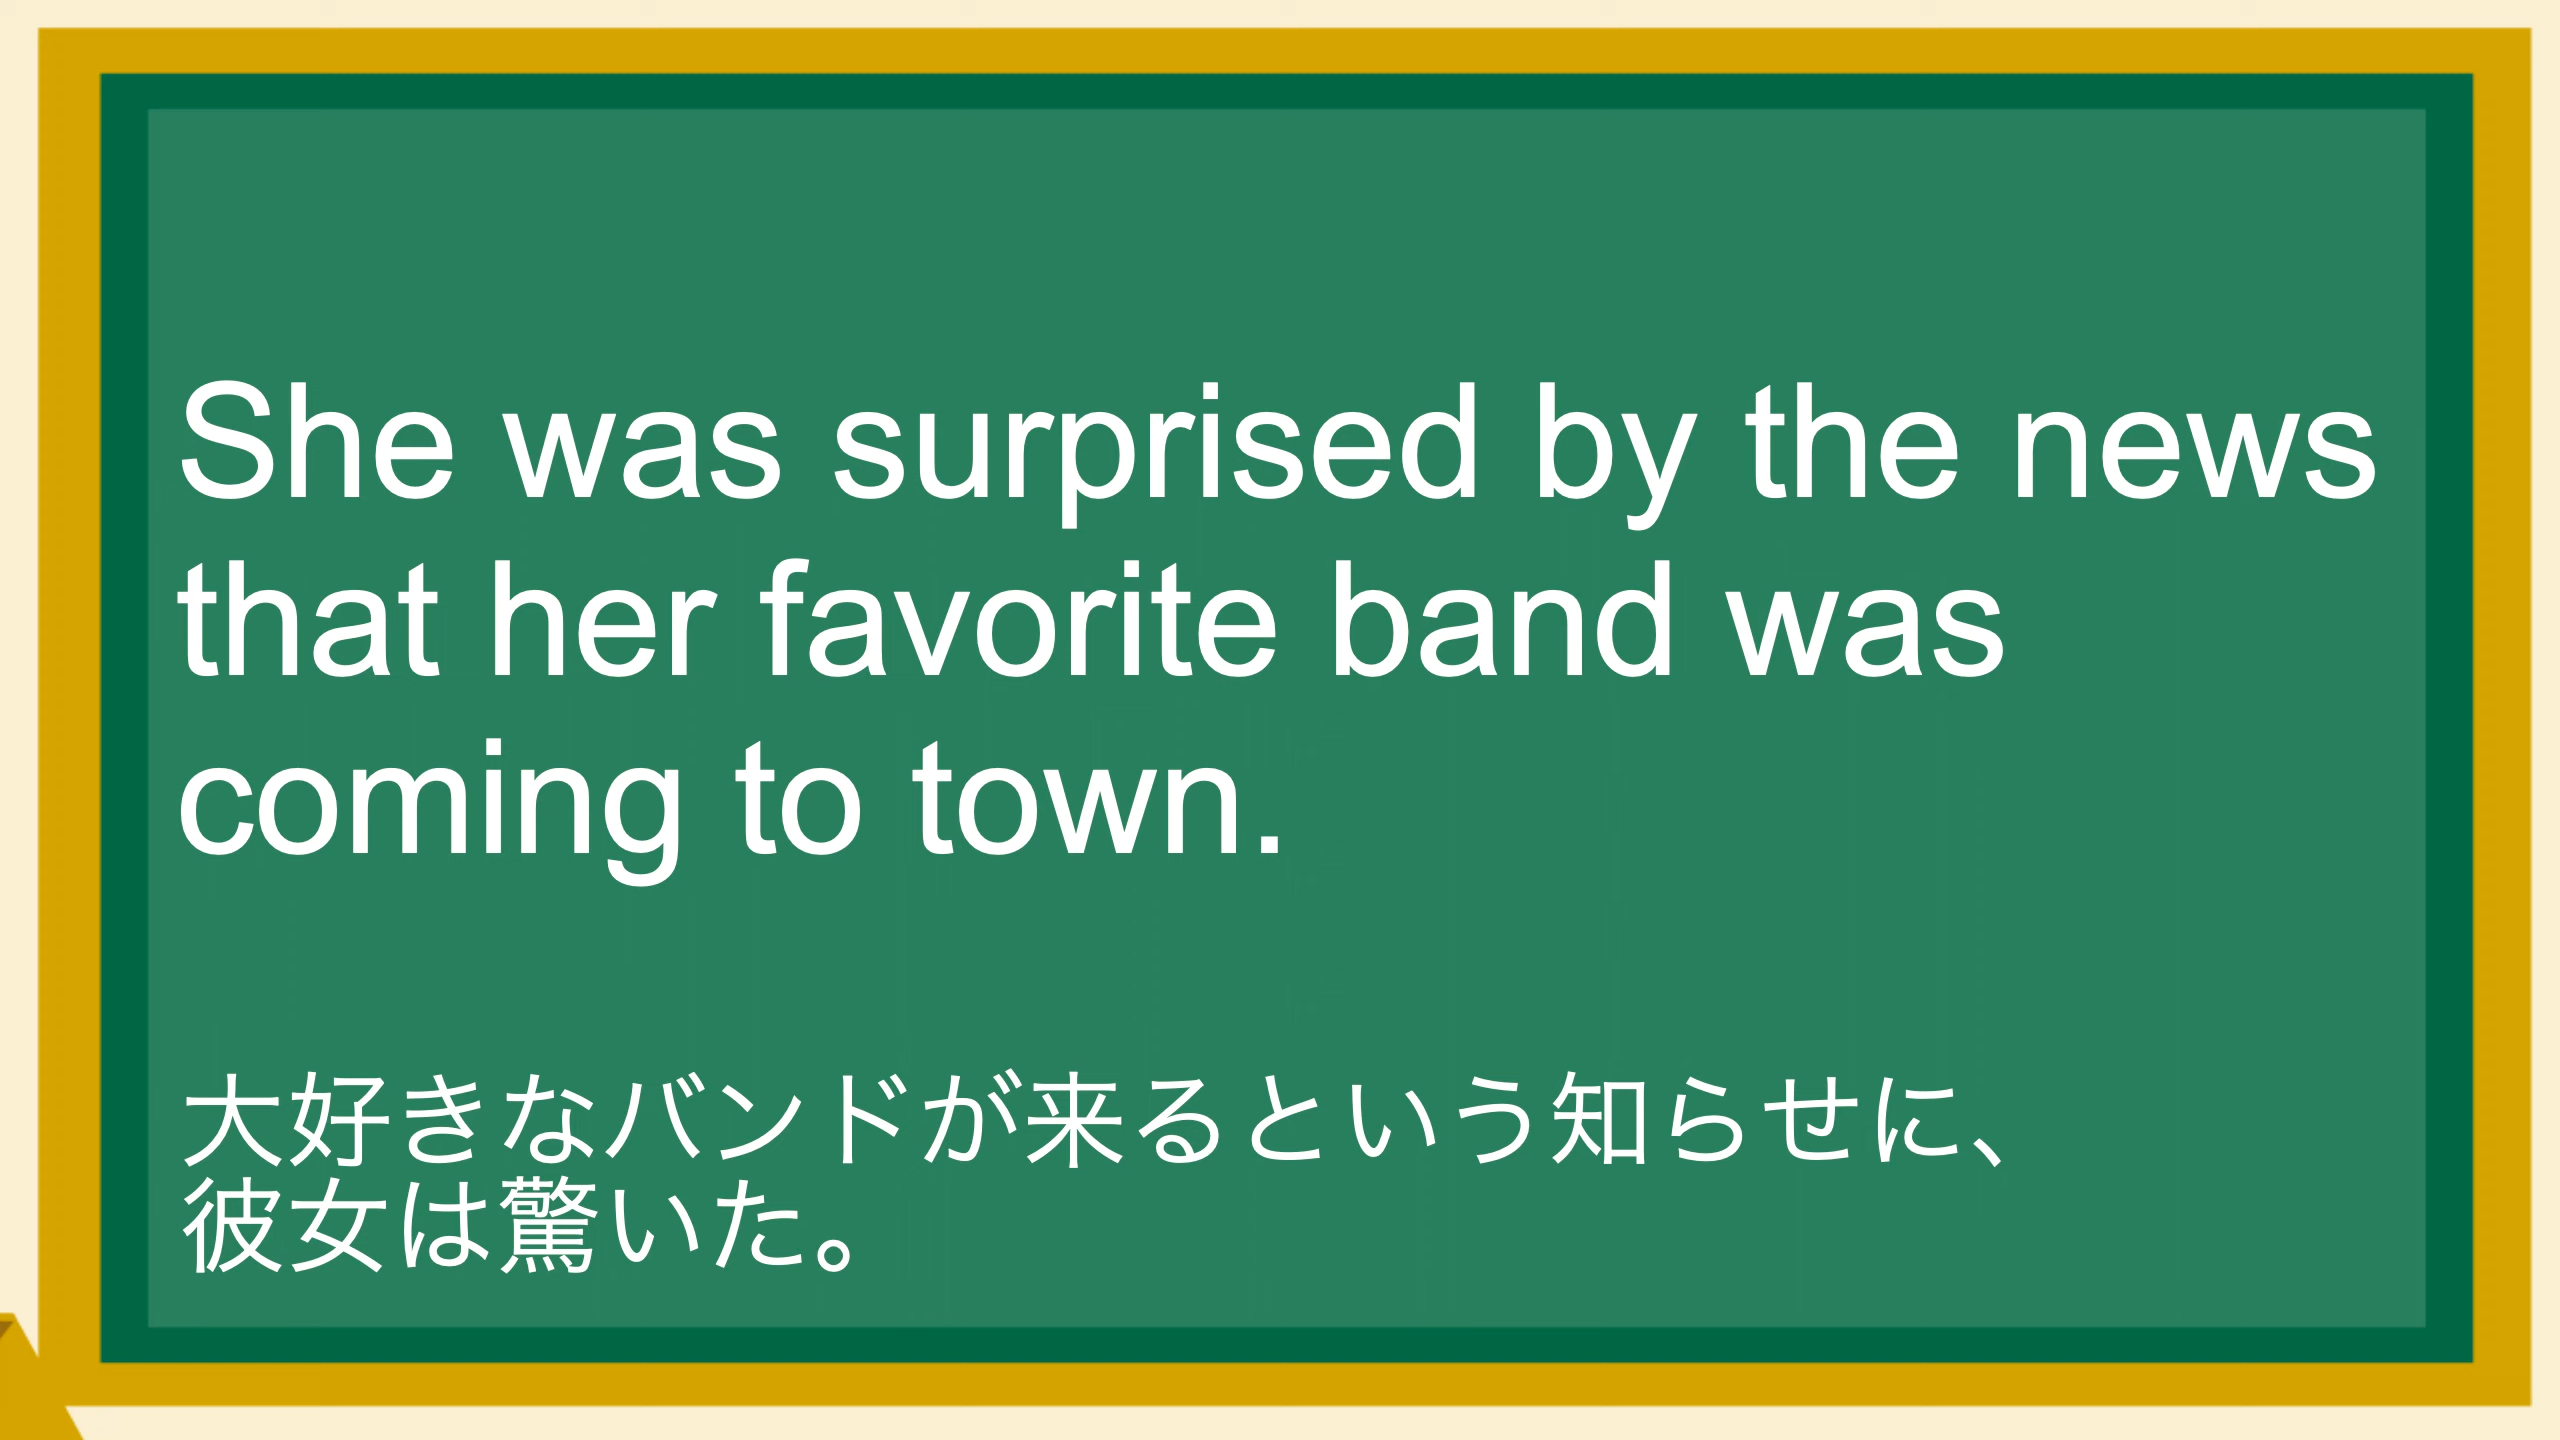 She was surprised by the news
that her favorite band was
coming to town.
大好きなバンドが来るという知らせに、
彼女は驚いた。